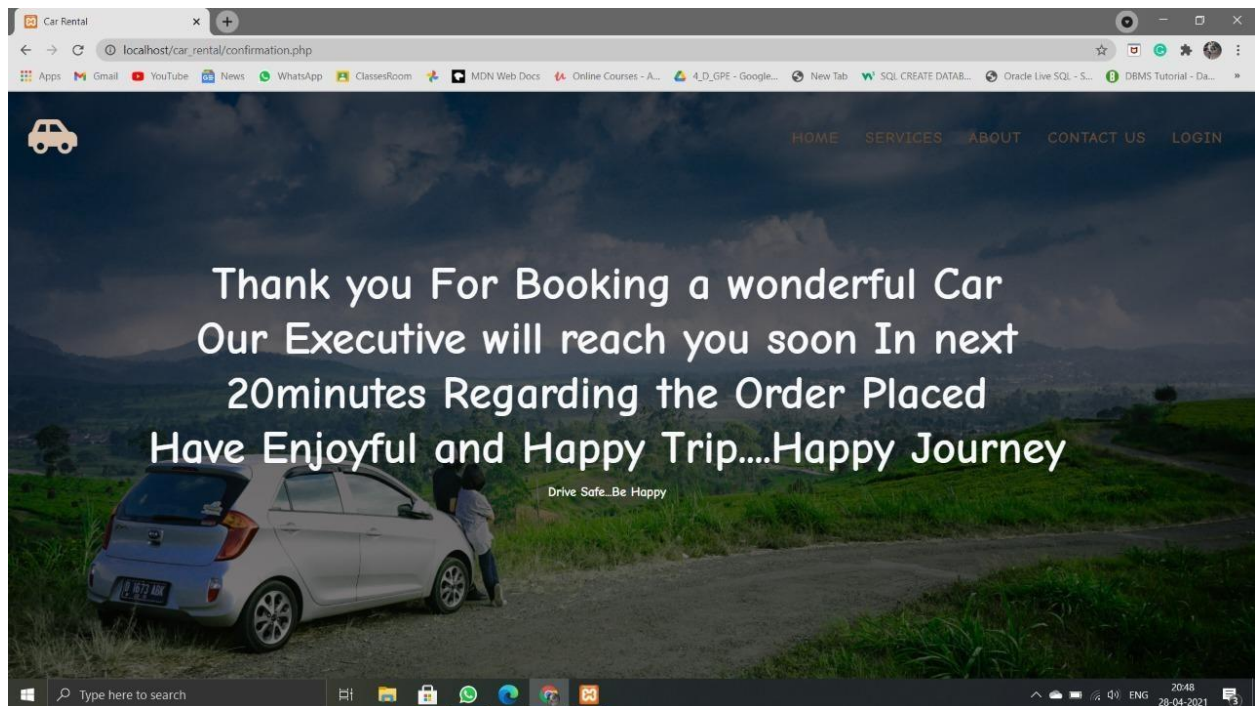 Car Rental
localhost/car_rental/confirmation.php
Apps
Gmail
YouTube
News
WhatsApp
ClassesRoom
MDN Web Docs
Online Courses - A...
4_D_GPE - Google...
New Tab
SQL CREATE DATAB...
Oracle Live SQL - S...
DBMS Tutorial - Da...
HOME SERVICES ABOUT CONTACT US LOGIN
Thank you For Booking a wonderful Car
Our Executive will reach you soon In next
20minutes Regarding the Order Placed
Have Enjoyful and Happy Trip....Happy Journey
Drive Safe...Be Happy
D 1673 ABK
Type here to search
ENG
20:48
28-04-2021
3